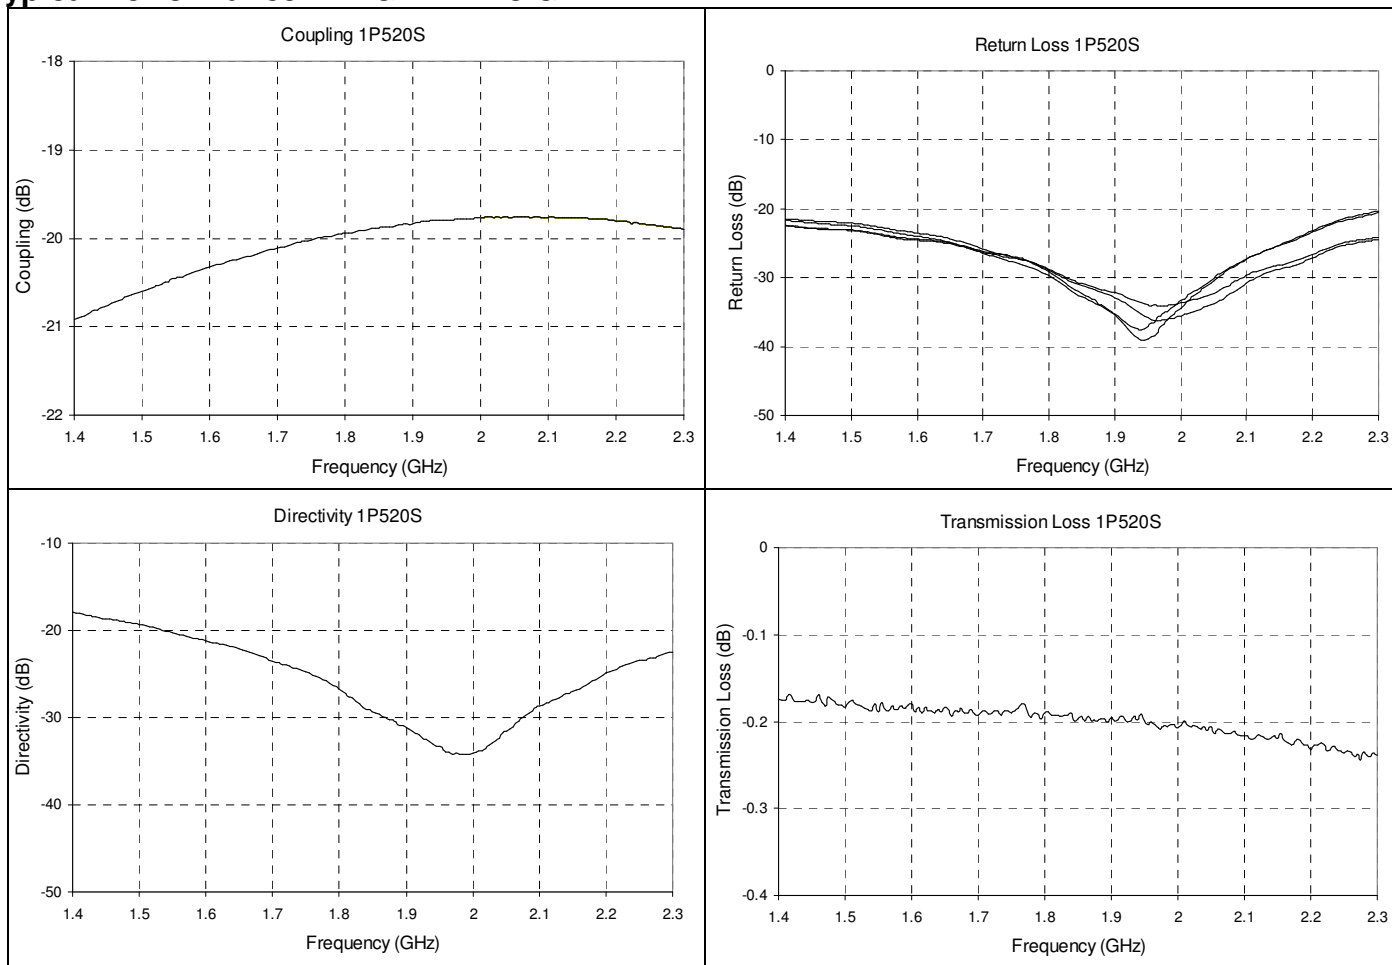 Coupling 1P520S
-18
-19
-20
-21
-22
Coupling (dB)
1.4 1.5 1.6 1.7 1.8 1.9 2 2.1 2.2 2.3
Frequency (GHz)
Return Loss 1P520S
0
-10
-20
-30
-40
-50
Return Loss (dB)
1.4 1.5 1.6 1.7 1.8 1.9 2 2.1 2.2 2.3
Frequency (GHz)
Directivity 1P520S
-10
-20
-30
-40
-50
Directivity (dB)
1.4 1.5 1.6 1.7 1.8 1.9 2 2.1 2.2 2.3
Frequency (GHz)
Transmission Loss 1P520S
0
-0.1
-0.2
-0.3
-0.4
Transmission Loss (dB)
1.4 1.5 1.6 1.7 1.8 1.9 2 2.1 2.2 2.3
Frequency (GHz)